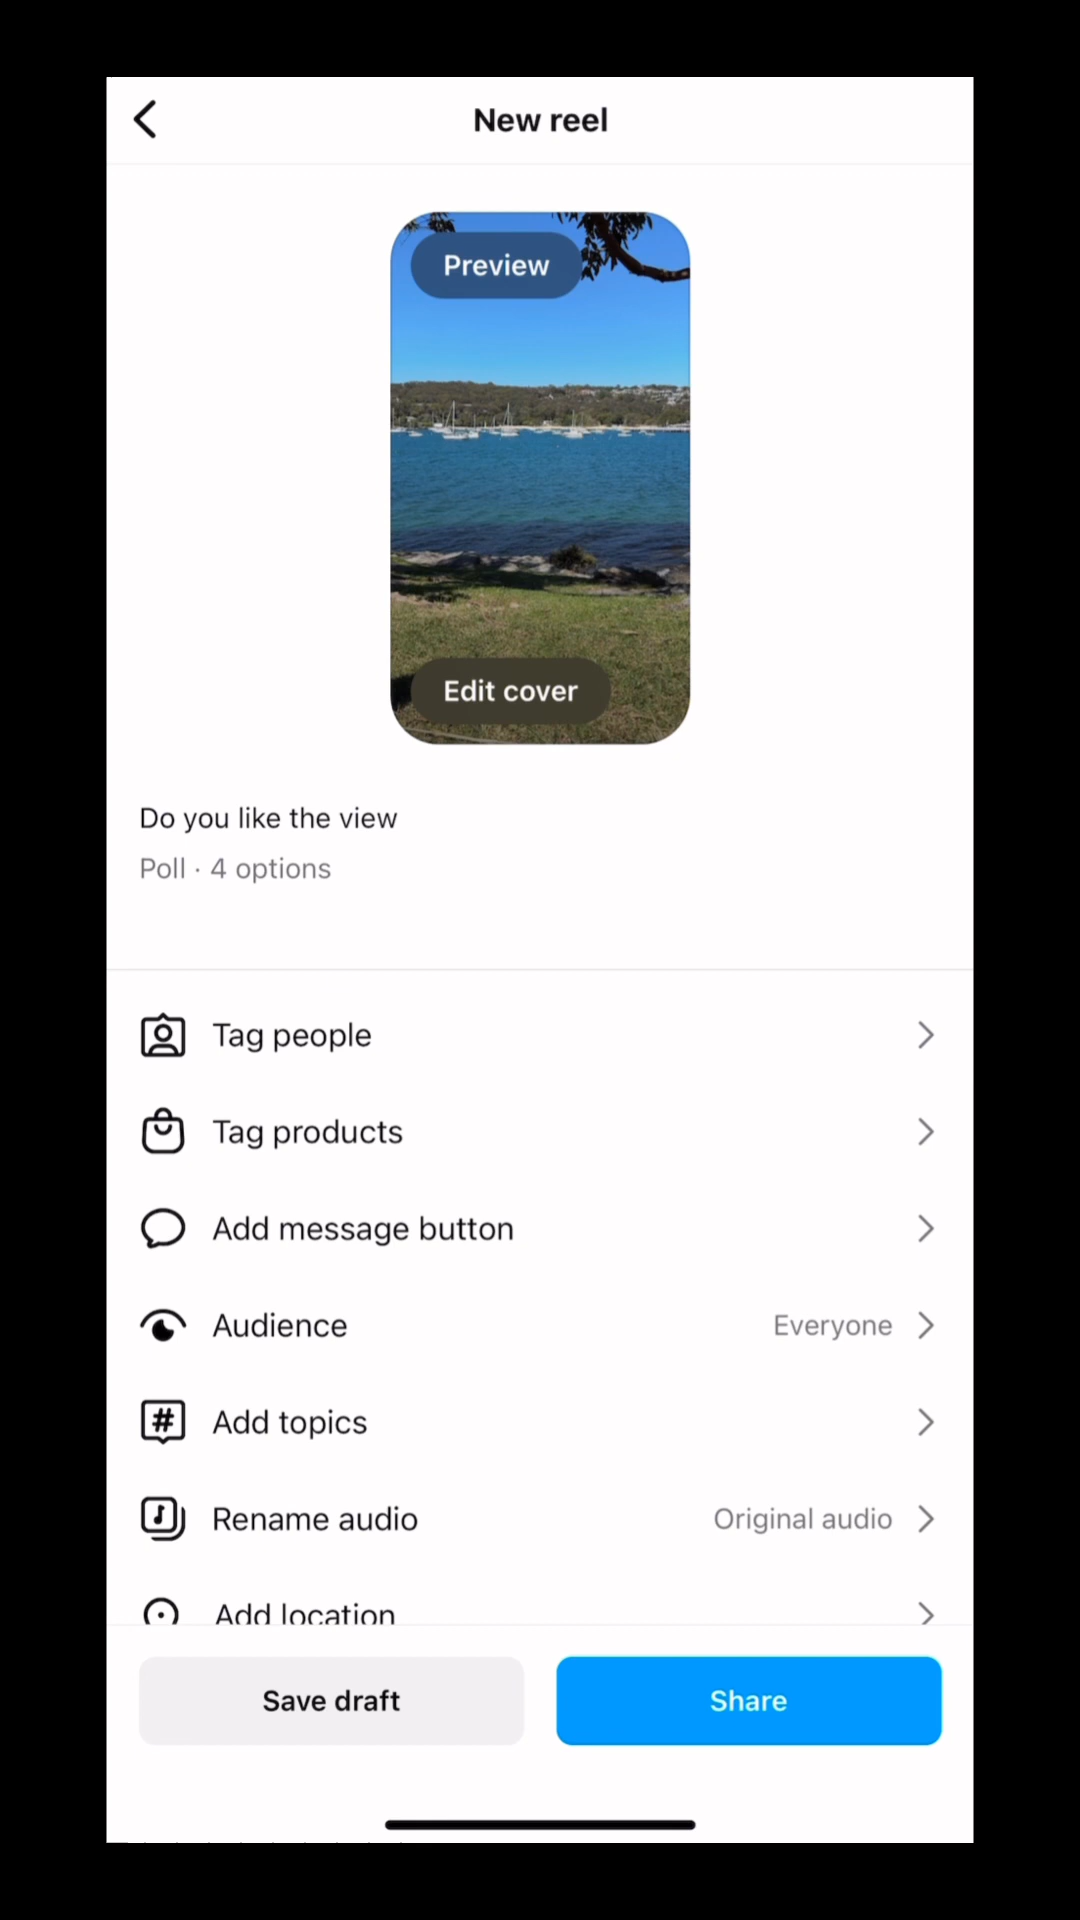 New reel
Preview
Edit cover
Do you like the view
Poll · 4 options
Tag people
Tag products
Add message button
Audience
Everyone
Add topics
Rename audio
Original audio
Add location
Save draft
Share